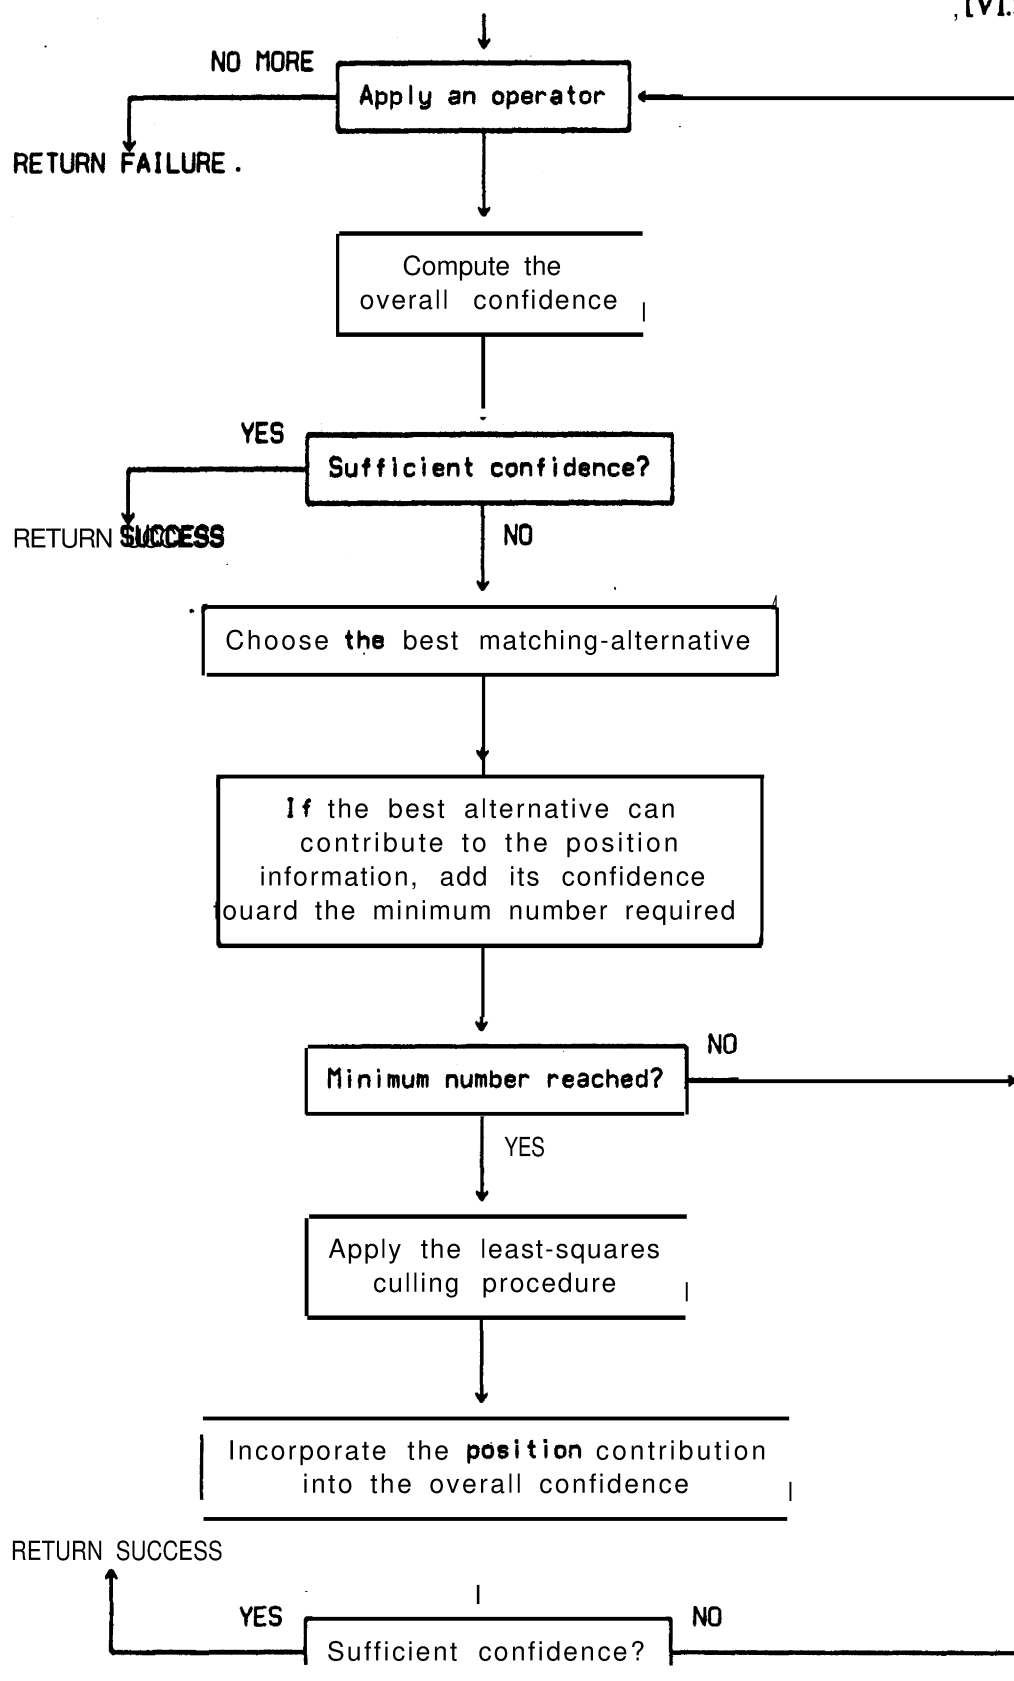 , [VI.
NO MORE
Apply an operator
RETURN FAILURE .
Compute the
overall confidence
YES
Sufficient confidence?
RETURN SUCCESS
NO
Choose the best matching-alternative
If the best alternative can
contribute to the position
information, add its confidence
touard the minimum number required
NO
Minimum number reached?
YES
Apply the least-squares
culling procedure
Incorporate the position contribution
into the overall confidence
RETURN SUCCESS
YES
NO
Sufficient confidence?